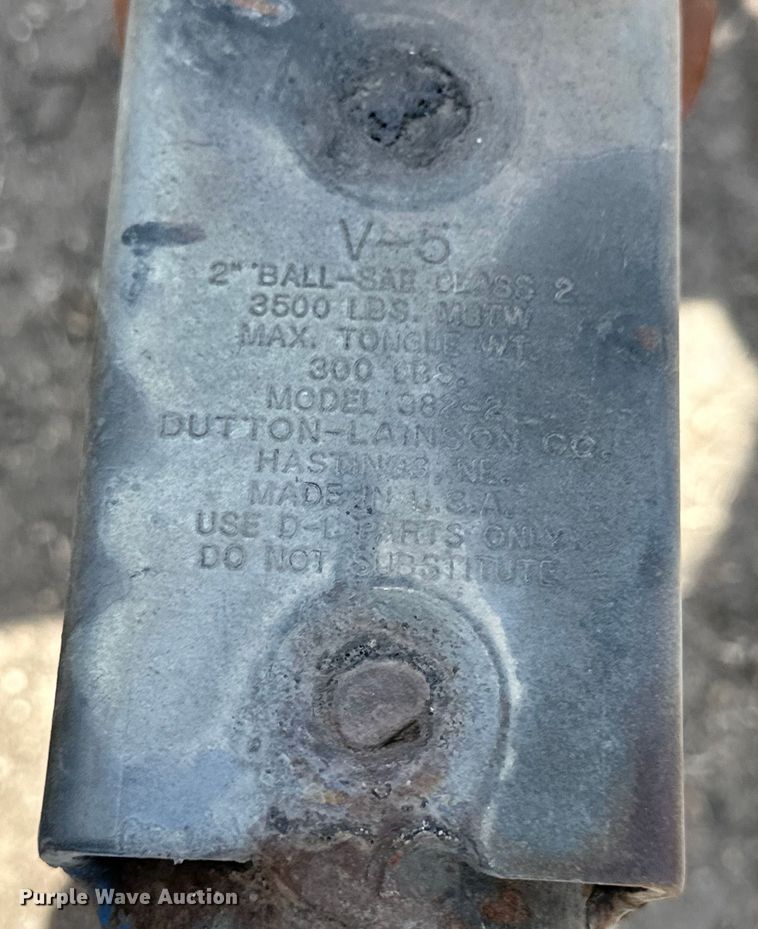 V-5
2" BALL-SAE CLASS 2
3500 LBS. MGTW
MAX. TONGUE WT.
300 LBS.
MODEL
DUTTON-LAINSON CO.
HASTINGS, NE.
MADE IN U.S.A.
USE D-L PARTS ONLY.
DO NOT SUBSTITUTE
Purple Wave Auction